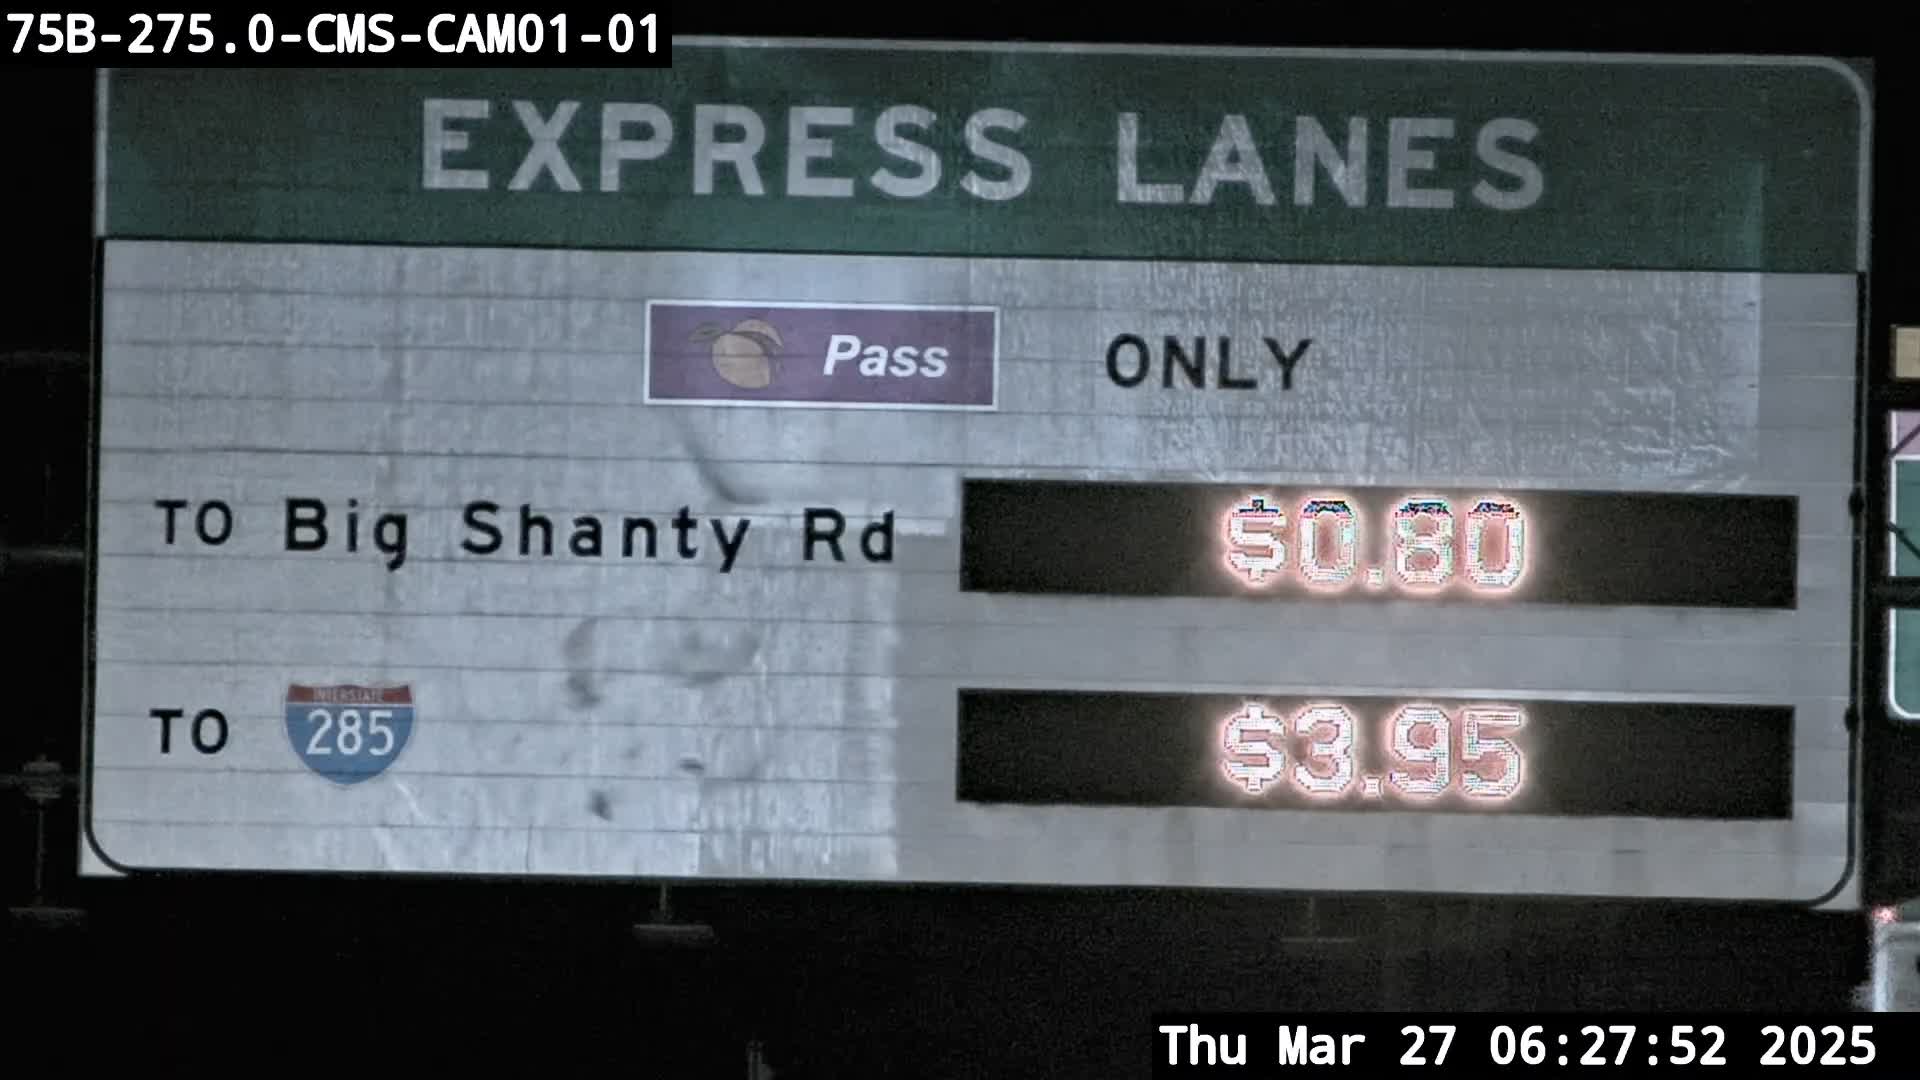 75B-275.0-CMS-CAM01-01
EXPRESS LANES
Pass ONLY
TO Big Shanty Rd $0.80
INTERSTATE
TO 285 $3.95
Thu Mar 27 06:27:52 2025